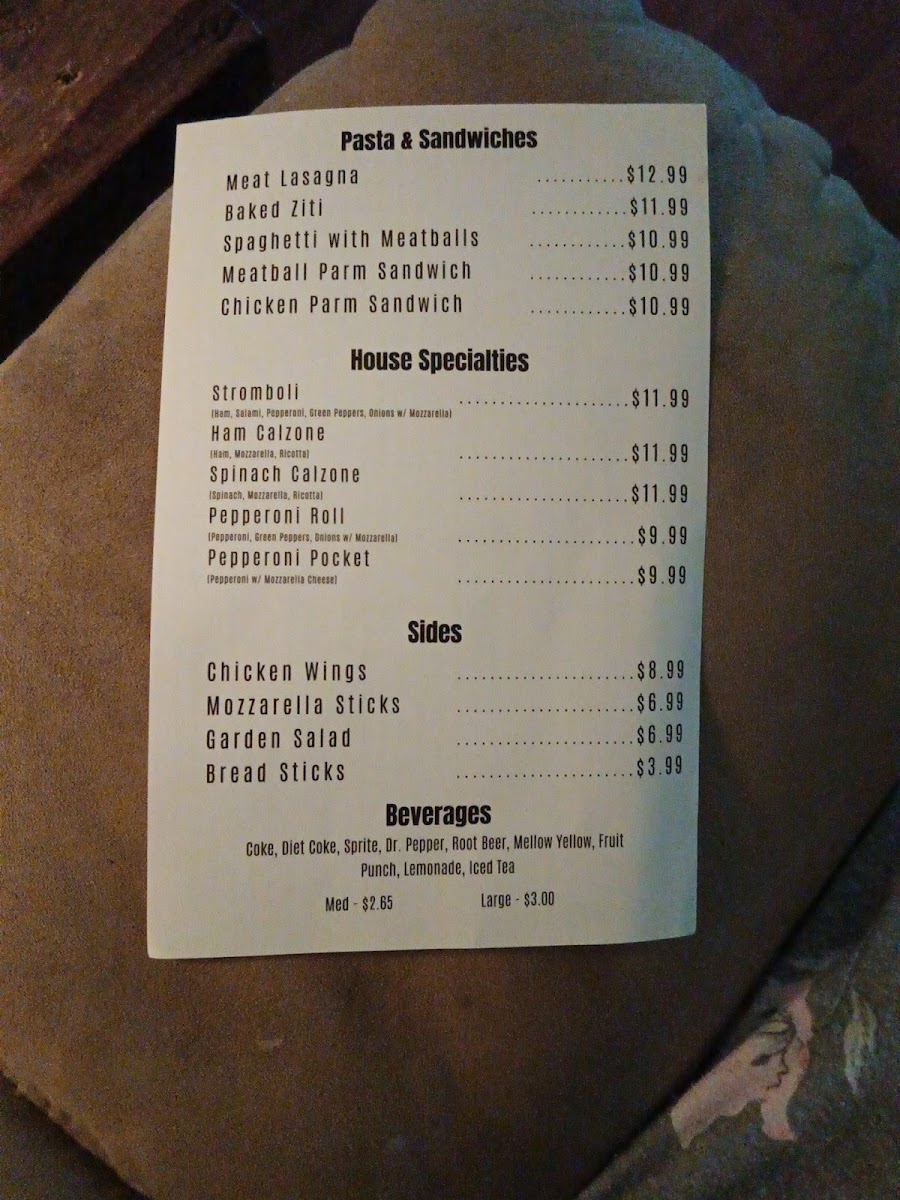 Pasta & Sandwiches
Meat Lasagna ...........$12.99
Baked Ziti ............$11.99
Spaghetti with Meatballs ............$10.99
Meatball Parm Sandwich ............$10.99
Chicken Parm Sandwich ............$10.99
House Specialties
Stromboli .....................$11.99
(Ham, Salami, Pepperoni, Green Peppers, Onions w/ Mozzarella)
Ham Calzone
(Ham, Mozzarella, Ricotta) .....................$11.99
Spinach Calzone
(Spinach, Mozzarella, Ricotta) .....................$11.99
Pepperoni Roll
(Pepperoni, Green Peppers, Onions w/ Mozzarella) ......................$9.99
Pepperoni Pocket
(Pepperoni w/ Mozzarella Cheese) ......................$9.99
Sides
Chicken Wings ......................$8.99
Mozzarella Sticks ......................$6.99
Garden Salad ......................$6.99
Bread Sticks ......................$3.99
Beverages
Coke, Diet Coke, Sprite, Dr. Pepper, Root Beer, Mellow Yellow, Fruit
Punch, Lemonade, Iced Tea
Med - $2.65 Large - $3.00